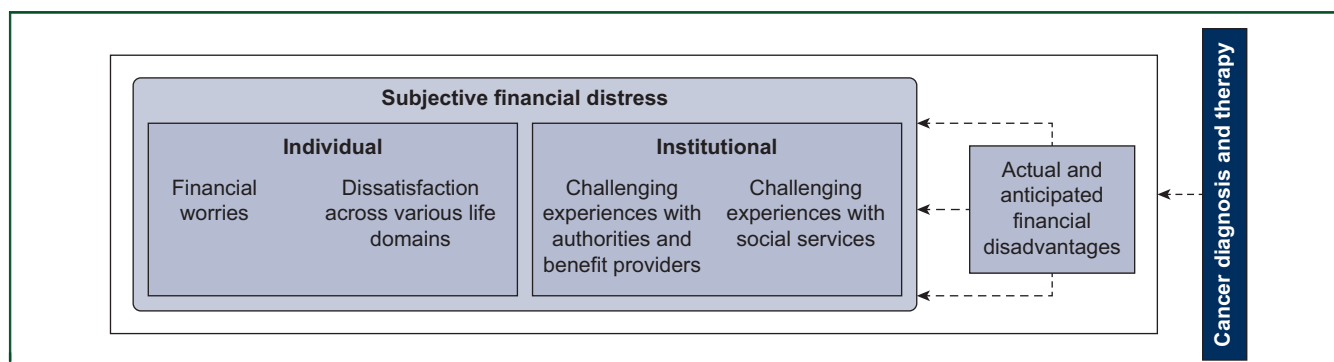 Subjective financial distress
Individual
Financial
worries
Dissatisfaction
across various life
domains
Institutional
Challenging
experiences with
authorities and
benefit providers
Challenging
experiences with
social services
Actual and
anticipated
financial
disadvantages
Cancer diagnosis and therapy